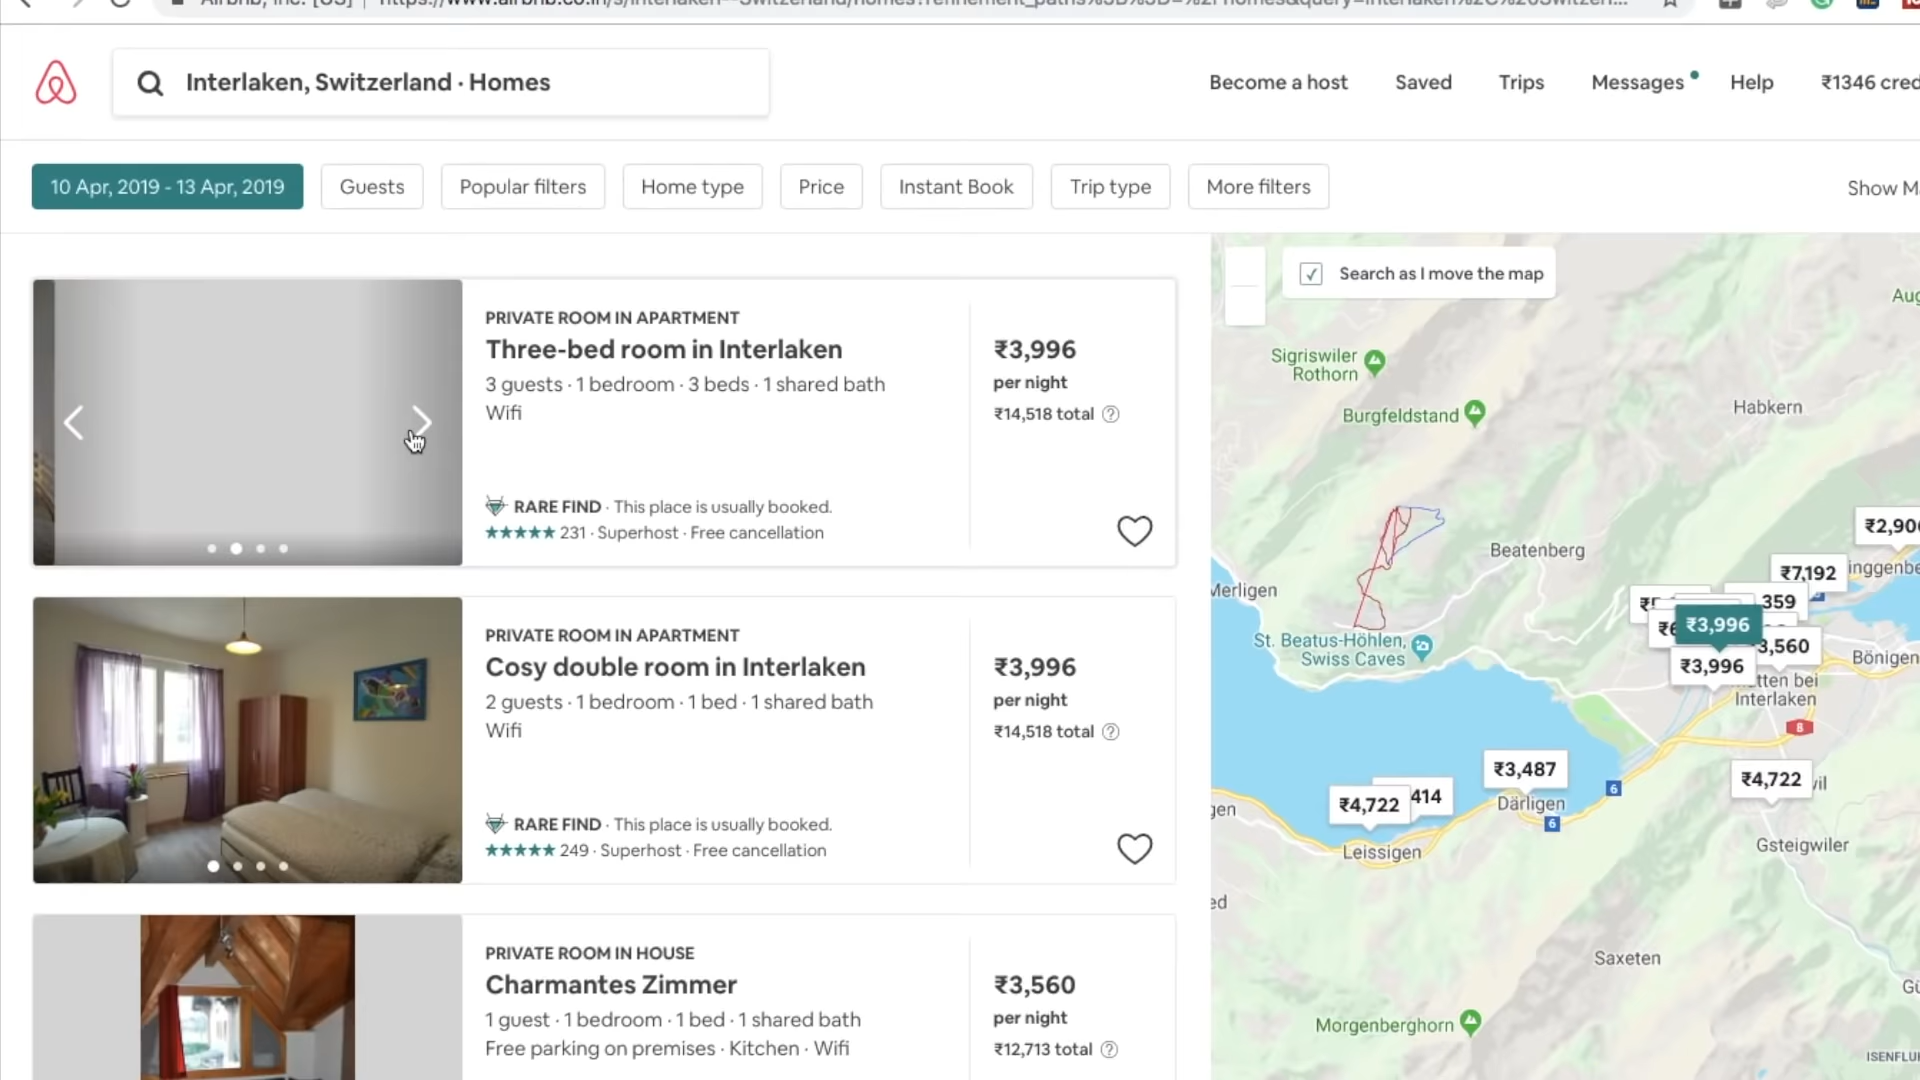 Interlaken, Switzerland · Homes
Become a host
Saved
Trips
Messages
Help
₹1346
10 Apr, 2019 - 13 Apr, 2019
Guests
Popular filters
Home type
Price
Instant Book
Trip type
More filters
Show
PRIVATE ROOM IN APARTMENT
Three-bed room in Interlaken
3 guests · 1 bedroom · 3 beds · 1 shared bath
Wifi
RARE FIND · This place is usually booked.
★★★★★ 231 · Superhost · Free cancellation
₹3,996
per night
₹14,518 total ?
PRIVATE ROOM IN APARTMENT
Cosy double room in Interlaken
2 guests · 1 bedroom · 1 bed · 1 shared bath
Wifi
RARE FIND · This place is usually booked.
★★★★★ 249 · Superhost · Free cancellation
₹3,996
per night
₹14,518 total ?
PRIVATE ROOM IN HOUSE
Charmantes Zimmer
1 guest · 1 bedroom · 1 bed · 1 shared bath
Free parking on premises · Kitchen · Wifi
₹3,560
per night
₹12,713 total ?
Search as I move the map
Sigriswiler
Rothorn
Burgfeldstand
Habkern
Beatenberg
Merligen
St. Beatus-Höhlen,
Swiss Caves
₹7,192
359
₹3,996
3,560
₹3,996
Bönigen
Interlaken
8
₹3,487
Därligen
6
6
₹4,722
414
Leissigen
₹4,722
Gsteigwiler
Saxeten
Morgenberghorn